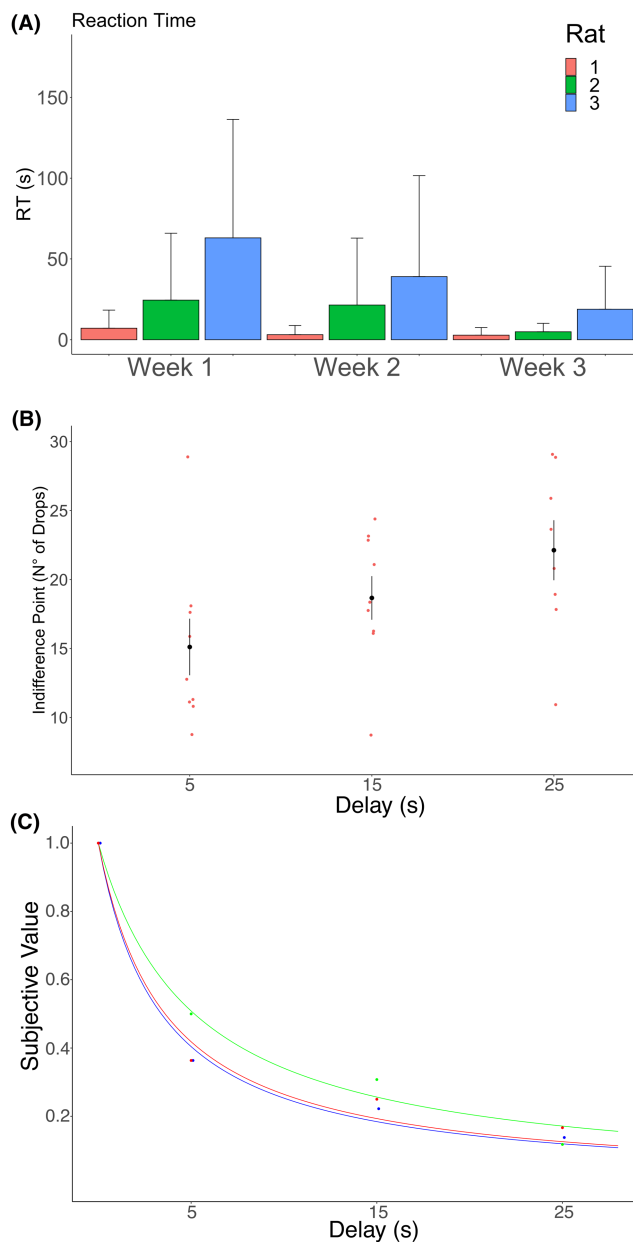 (A)
Reaction Time
Rat
1
2
3
RT (s)
150
100
50
0
Week 1 Week 2 Week 3
(B)
Indifference Point (N° of Drops)
30
25
20
15
10
5 15 25
Delay (s)
(C)
Subjective Value
1.0
0.8
0.6
0.4
0.2
5 15 25
Delay (s)